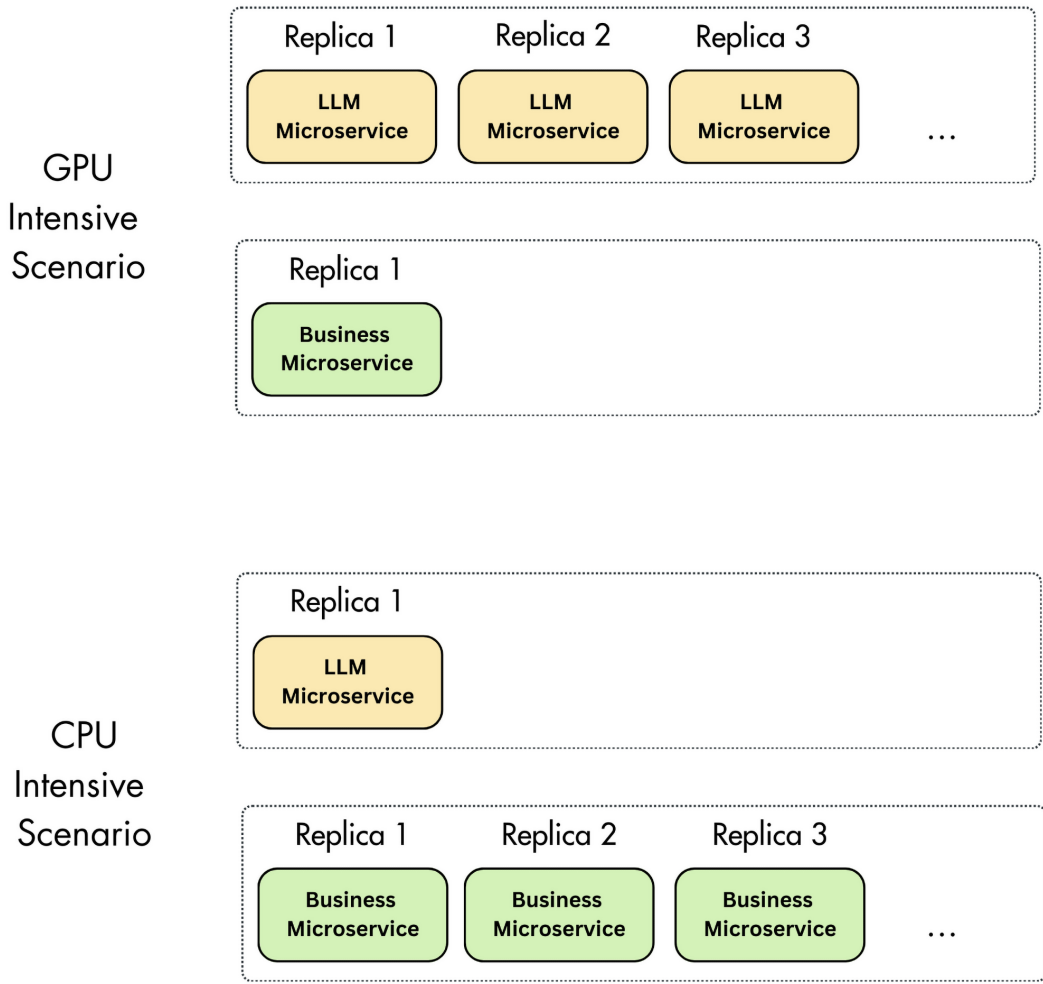 Replica 1 Replica 2 Replica 3
LLM LLM LLM
Microservice Microservice Microservice
...
GPU
Intensive
Scenario
Replica 1
Business
Microservice
Replica 1
LLM
Microservice
CPU
Intensive
Scenario
Replica 1 Replica 2 Replica 3
Business Business Business
Microservice Microservice Microservice
...